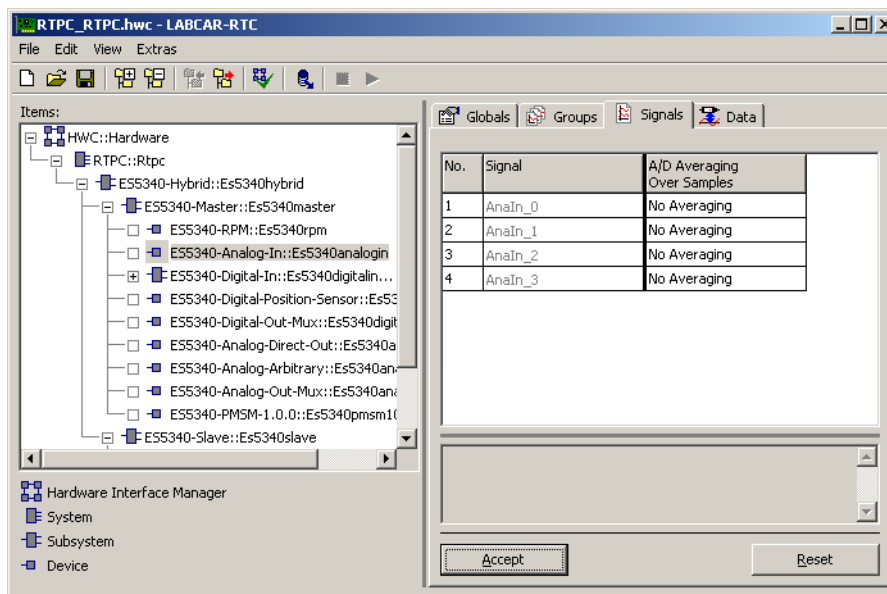 RTPC_RTPC.hwc - LABCAR-RTC
File Edit View Extras
Items:
HWC::Hardware
RTPC::Rtpc
ES5340-Hybrid::Es5340hybrid
ES5340-Master::Es5340master
ES5340-RPM::Es5340rpm
ES5340-Analog-In::Es5340analogin
ES5340-Digital-In::Es5340digitalin...
ES5340-Digital-Position-Sensor::Es53
ES5340-Digital-Out-Mux::Es5340digit
ES5340-Analog-Direct-Out::Es5340a
ES5340-Analog-Arbitrary::Es5340an
ES5340-Analog-Out-Mux::Es5340ana
ES5340-PMSM-1.0.0::Es5340pmsm10
ES5340-Slave::Es5340slave
Hardware Interface Manager
System
Subsystem
Device
Globals Groups Signals Data
No. Signal A/D Averaging
Over Samples
1 AnaIn_0 No Averaging
2 AnaIn_1 No Averaging
3 AnaIn_2 No Averaging
4 AnaIn_3 No Averaging
Accept Reset